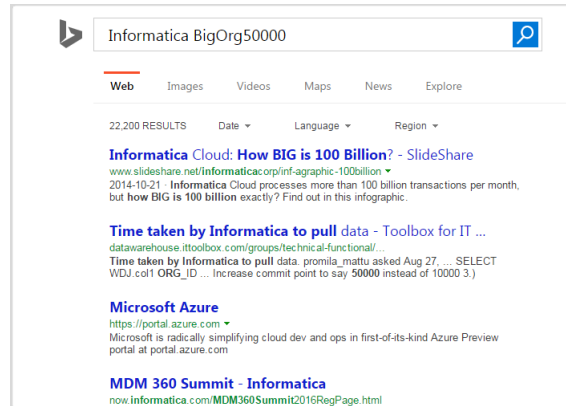 Informatica BigOrg50000
Web Images Videos Maps News Explore
22,200 RESULTS Date Language Region
Informatica Cloud: How BIG is 100 Billion? - SlideShare
www.slideshare.net/informaticacorp/inf-agraphic-100billion
2014-10-21 · Informatica Cloud processes more than 100 billion transactions per month,
but how BIG is 100 billion exactly? Find out in this infographic.
Time taken by Informatica to pull data - Toolbox for IT ...
datawarehouse.ittoolbox.com/groups/technical-functional/...
Time taken by Informatica to pull data. promila_mattu asked Aug 27, ... SELECT
WDJ.col1 ORG_ID ... Increase commit point to say 50000 instead of 10000 3.)
Microsoft Azure
https://portal.azure.com
Microsoft is radically simplifying cloud dev and ops in first-of-its-kind Azure Preview
portal at portal.azure.com
MDM 360 Summit - Informatica
now.informatica.com/MDM360Summit2016RegPage.html